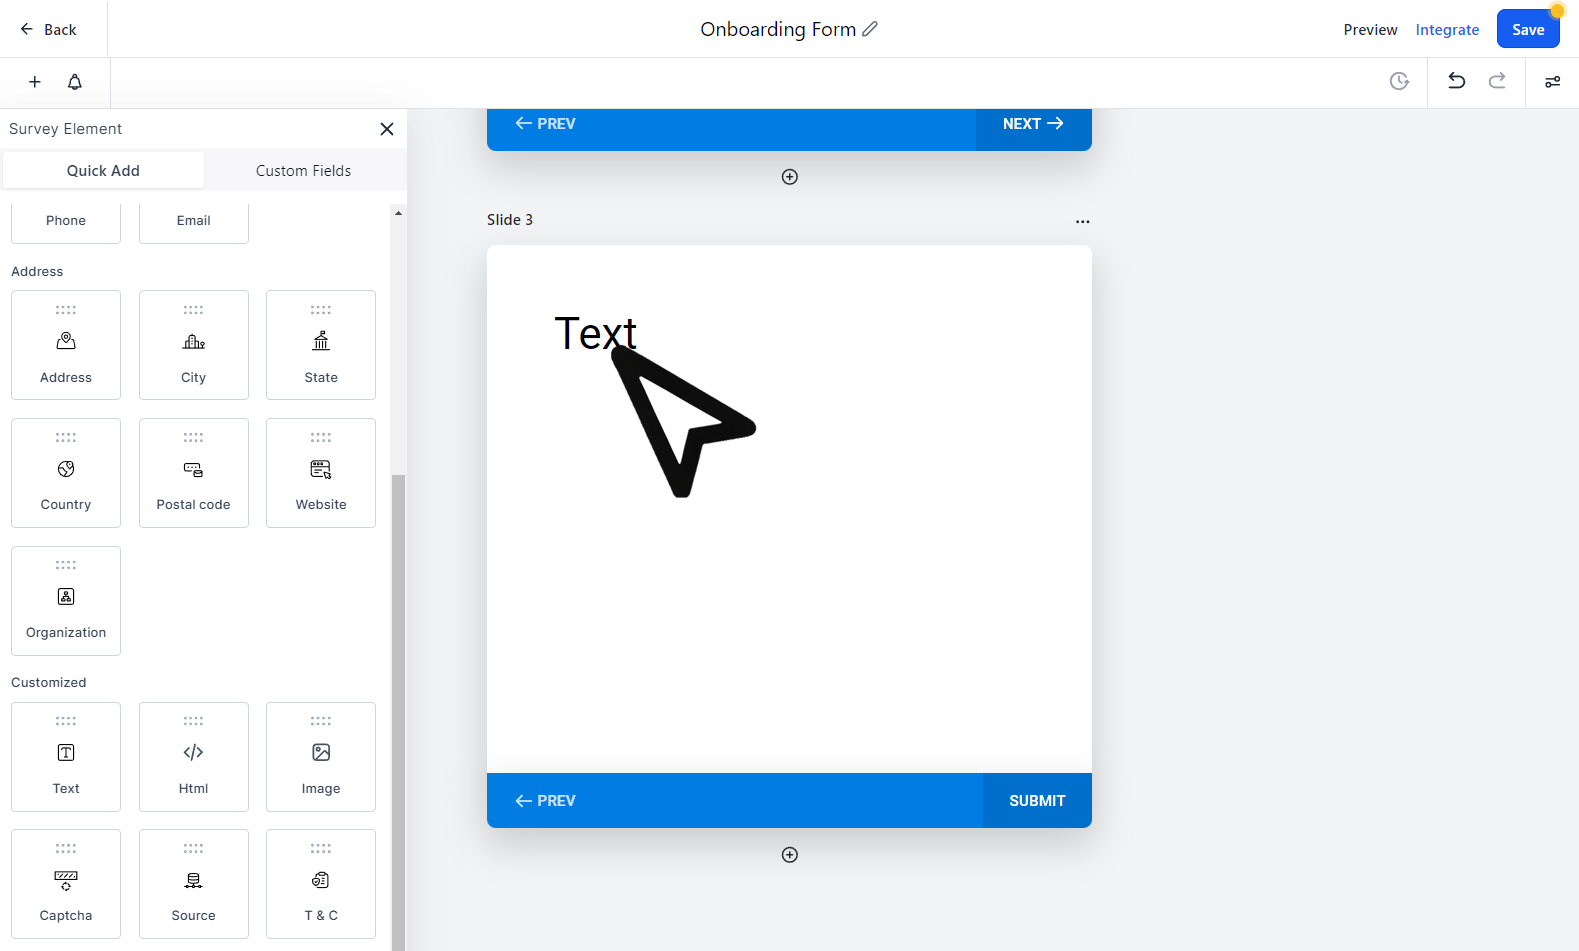 Back
Onboarding Form
Preview
Integrate
Save
Survey Element
Quick Add
Custom Fields
Phone
Email
Address
Address
City
State
Country
Postal code
Website
Organization
Customized
Text
Html
Image
Captcha
Source
T & C
PREV
NEXT
Slide 3
Text
PREV
SUBMIT